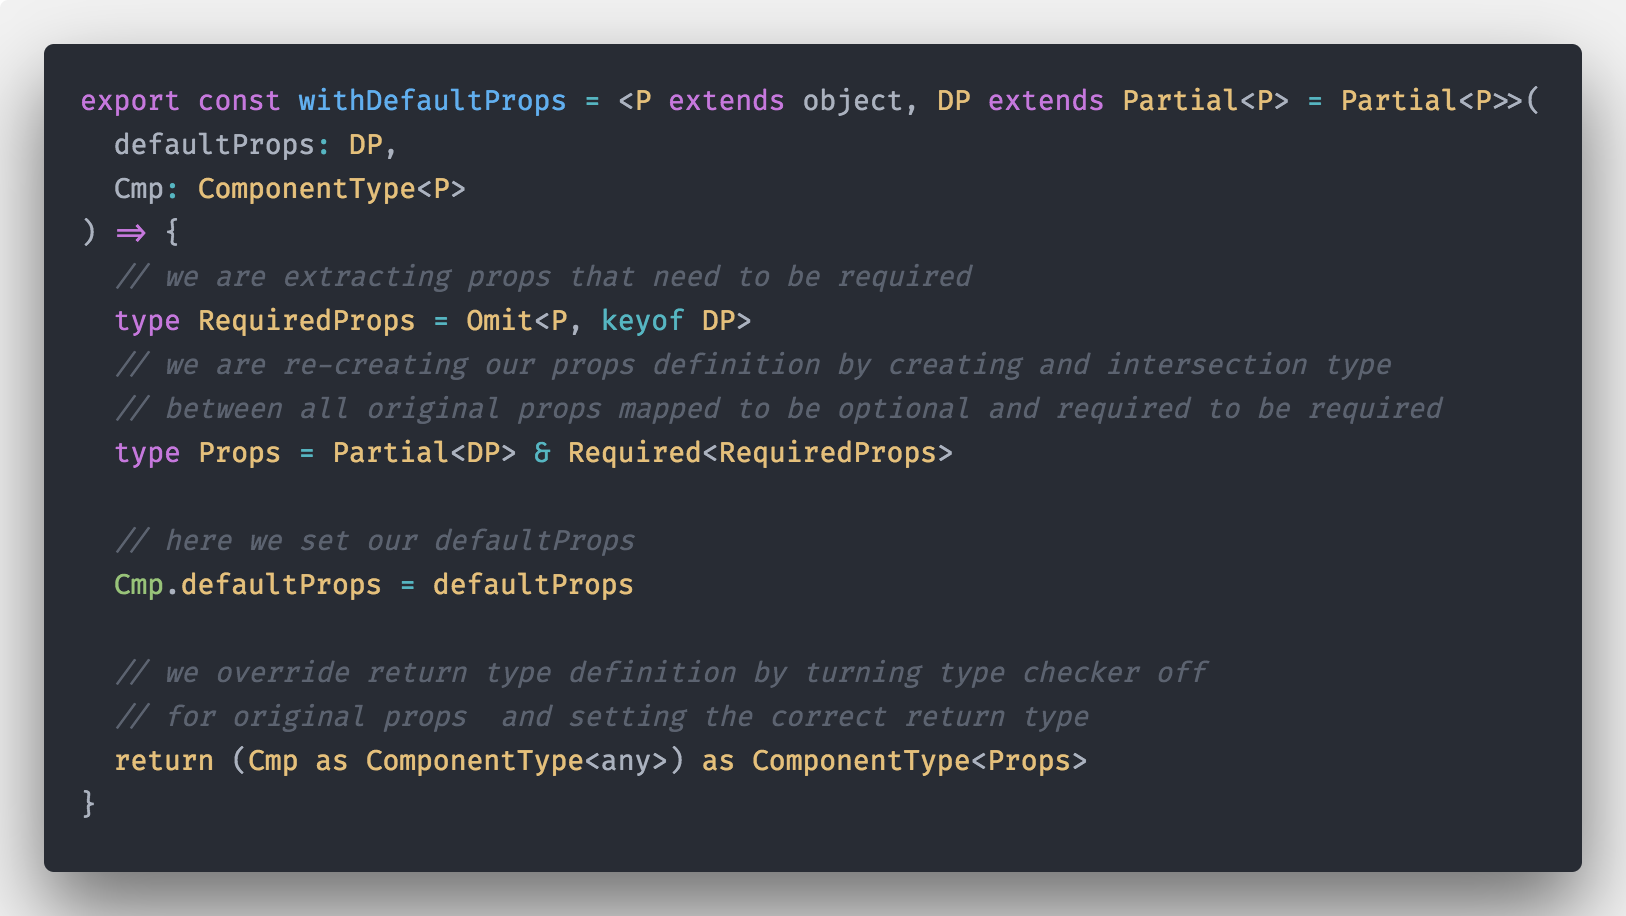 export const withDefaultProps = <P extends object, DP extends Partial<P> = Partial<P>>(
  defaultProps: DP,
  Cmp: ComponentType<P>
) => {
  // we are extracting props that need to be required
  type RequiredProps = Omit<P, keyof DP>
  // we are re-creating our props definition by creating and intersection type
  // between all original props mapped to be optional and required to be required
  type Props = Partial<DP> & Required<RequiredProps>

  // here we set our defaultProps
  Cmp.defaultProps = defaultProps

  // we override return type definition by turning type checker off
  // for original props  and setting the correct return type
  return (Cmp as ComponentType<any>) as ComponentType<Props>
}